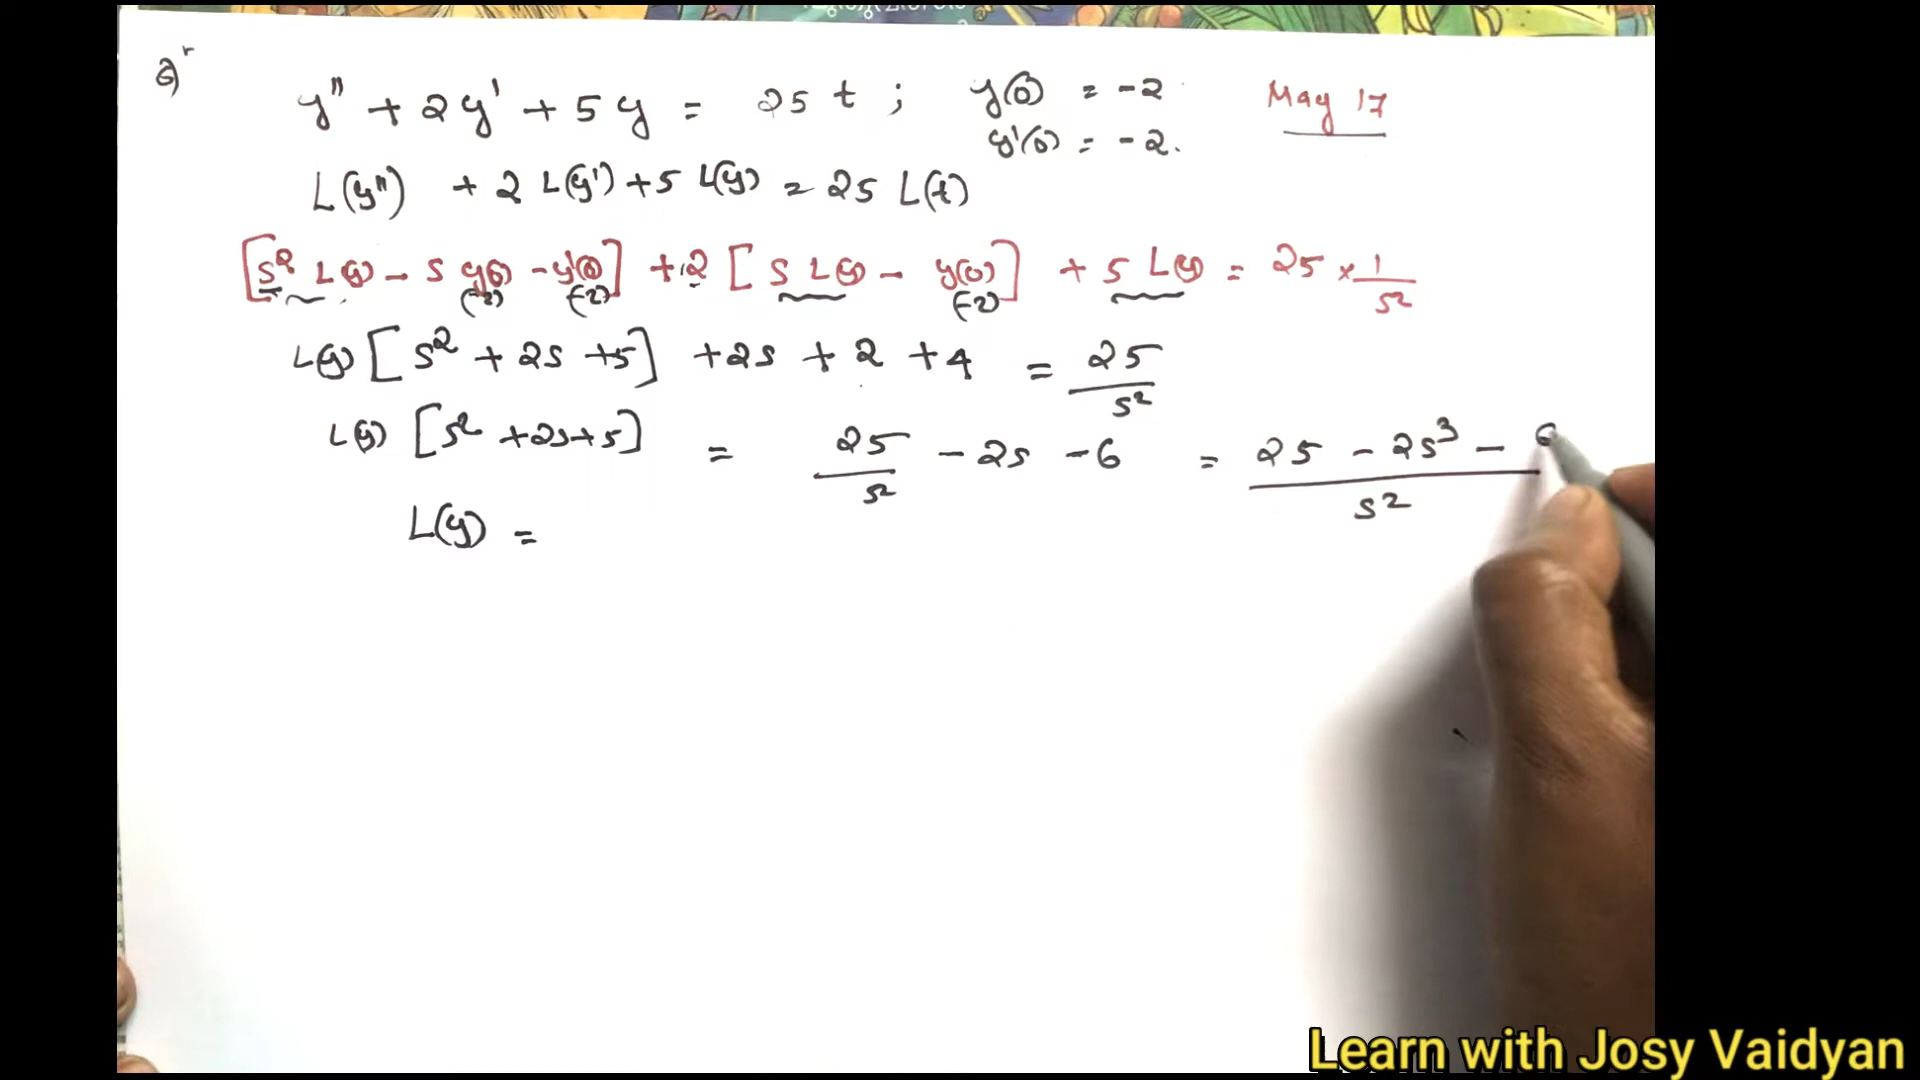 y" + 2y' + 5y = 25 t ; y(0) = -2 May 17
y'(0) = -2.
L(y") + 2 L(y') + 5 L(y) = 25 L(t)
[s² L(y) - s y(0) - y'(0)] + 2 [s L(y) - y(0)] + 5 L(y) = 25 × 1/s²
(-2) (-2) (-2)
L(y) [s² + 2s + 5] + 2s + 2 + 4 = 25/s²
L(y) [s² + 2s + 5] = 25/s² - 2s - 6 = 25 - 2s³ - 6/s²
L(y) =
Learn with Josy Vaidyan